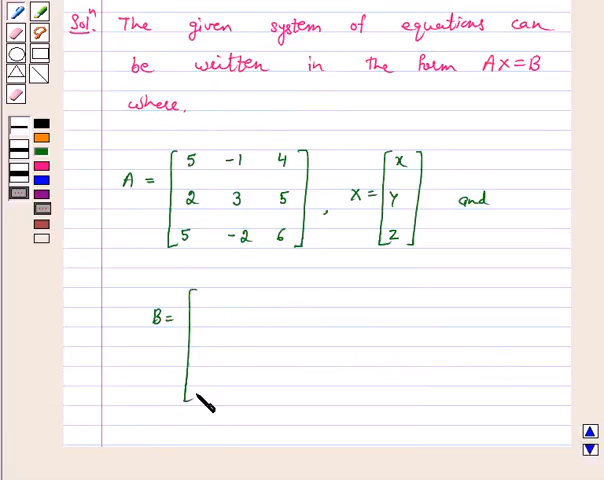 Solⁿ. The given system of equations can
be written in the form AX=B
where.
A = [5 -1 4
2 3 5
5 -2 6] , X = [x
y
z] and
B = [